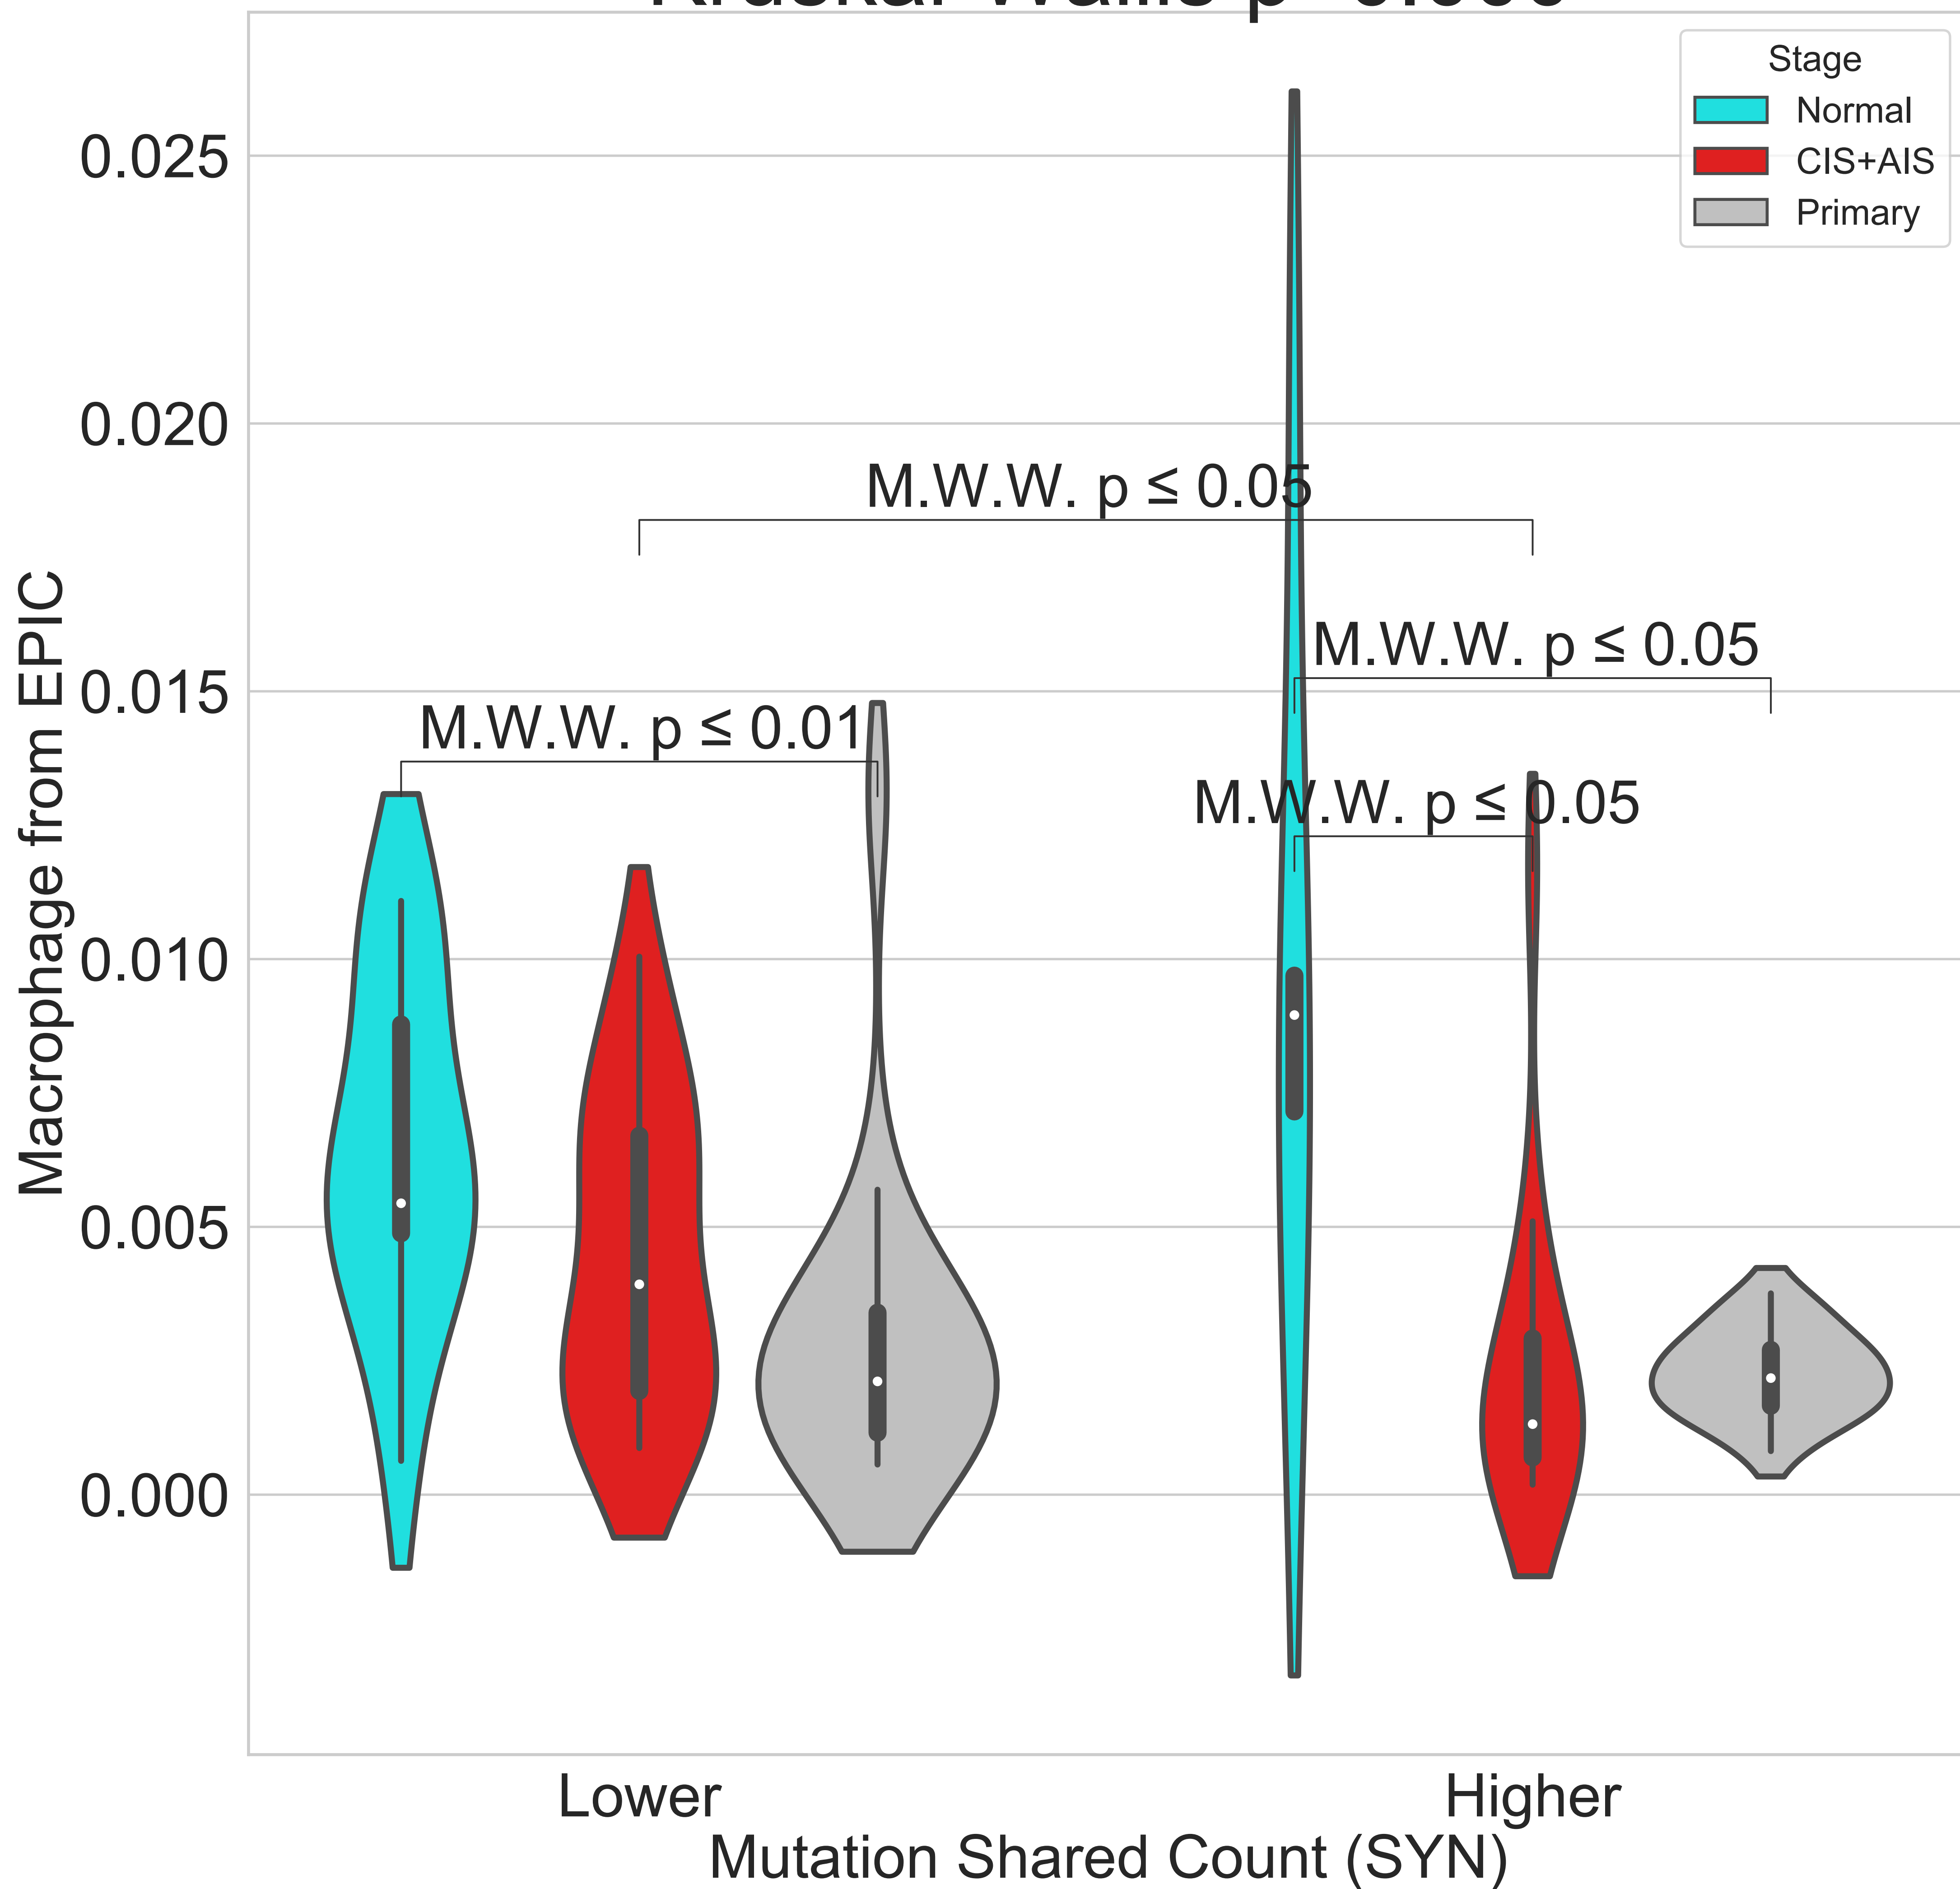 Stage
Normal
CIS+AIS
Primary
0.025
0.020
0.015
0.010
0.005
0.000
Macrophage from EPIC
M.W.W. p ≤ 0.05
M.W.W. p ≤ 0.05
M.W.W. p ≤ 0.01
M.W.W. p ≤ 0.05
Lower
Higher
Mutation Shared Count (SYN)